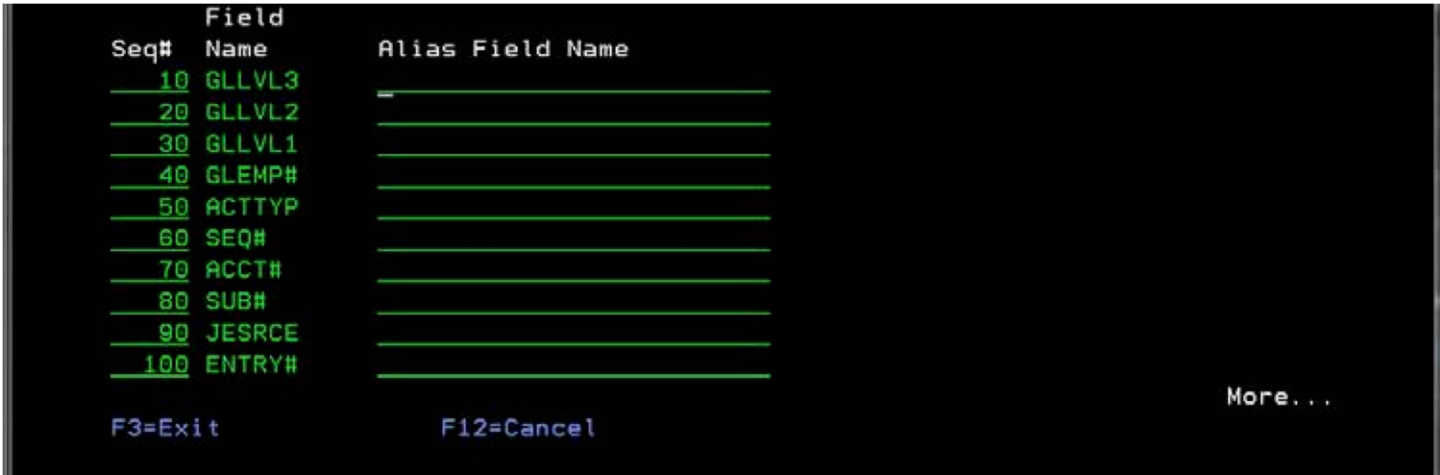 Field
Seq# Name Alias Field Name
10 GLLVL3
20 GLLVL2
30 GLLVL1
40 GLEMP#
50 ACTTYP
60 SEQ#
70 ACCT#
80 SUB#
90 JESRCE
100 ENTRY#
More...
F3=Exit F12=Cancel